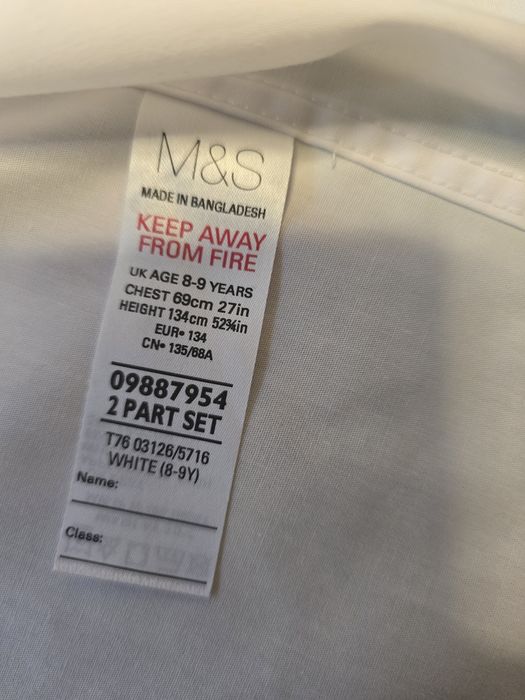 M&S
MADE IN BANGLADESH
KEEP AWAY
FROM FIRE
UK AGE 8-9 YEARS
CHEST 69cm 27in
HEIGHT 134cm 52¾in
EUR• 134
CN• 135/68A
09887954
2 PART SET
T76 03126/5716
WHITE (8-9Y)
Name:
Class: